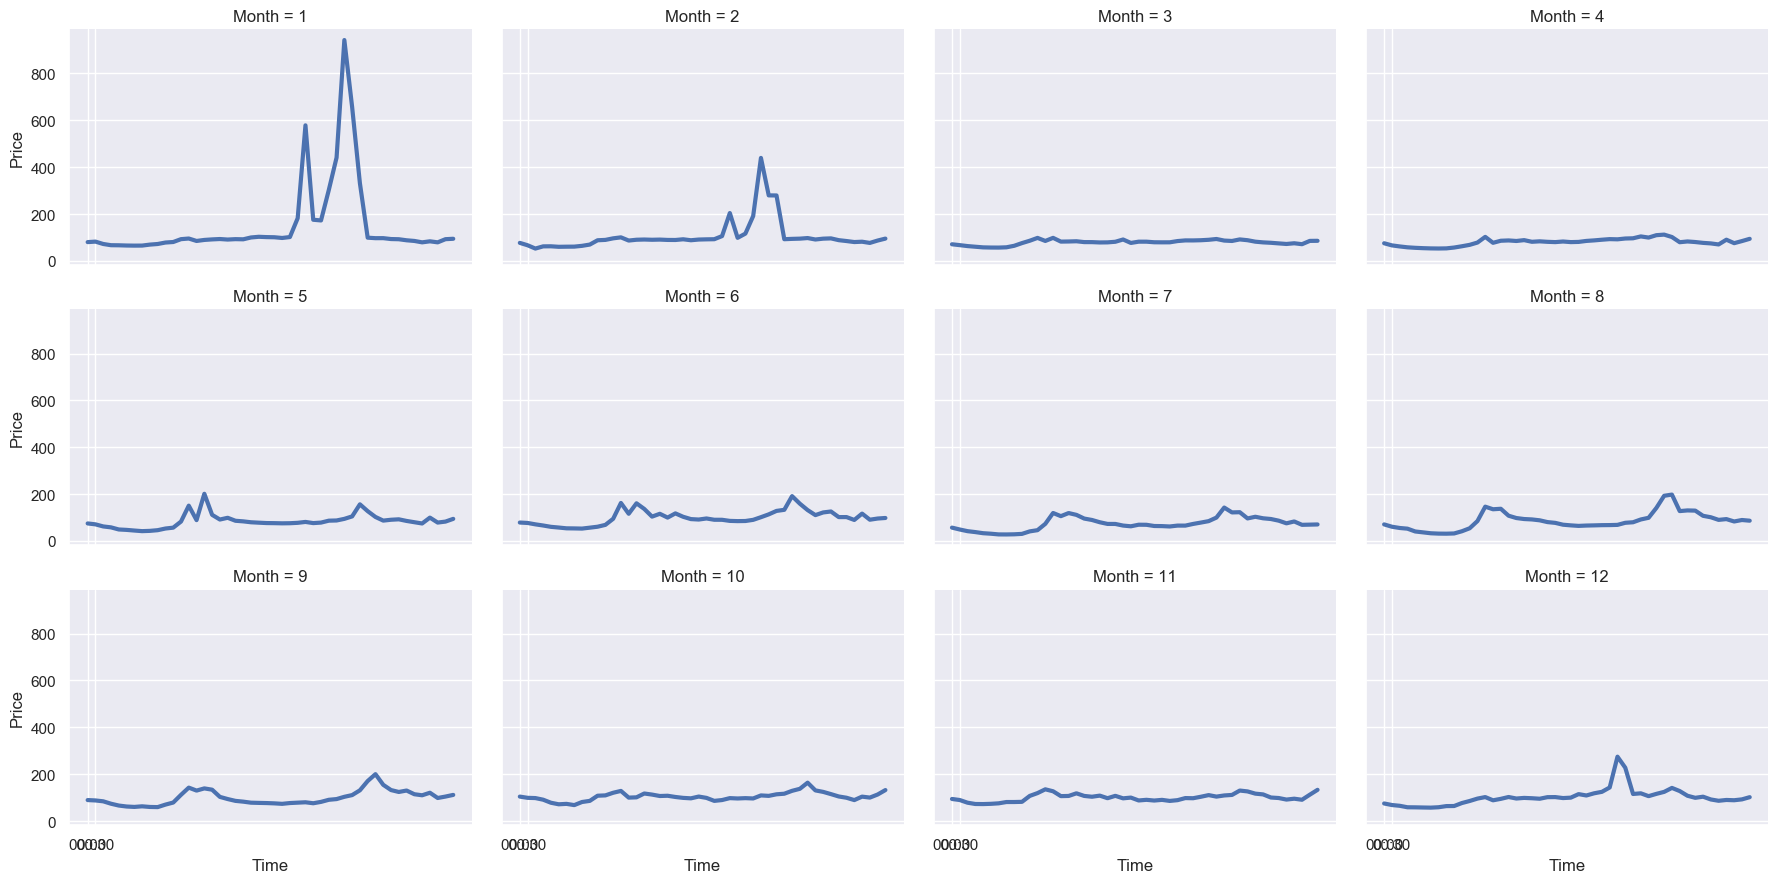 Month = 1
Month = 2
Month = 3
Month = 4
Price
800
600
400
200
0
Month = 5
Month = 6
Month = 7
Month = 8
Price
800
600
400
200
0
Month = 9
Month = 10
Month = 11
Month = 12
Price
800
600
400
200
0
Time
Time
Time
Time